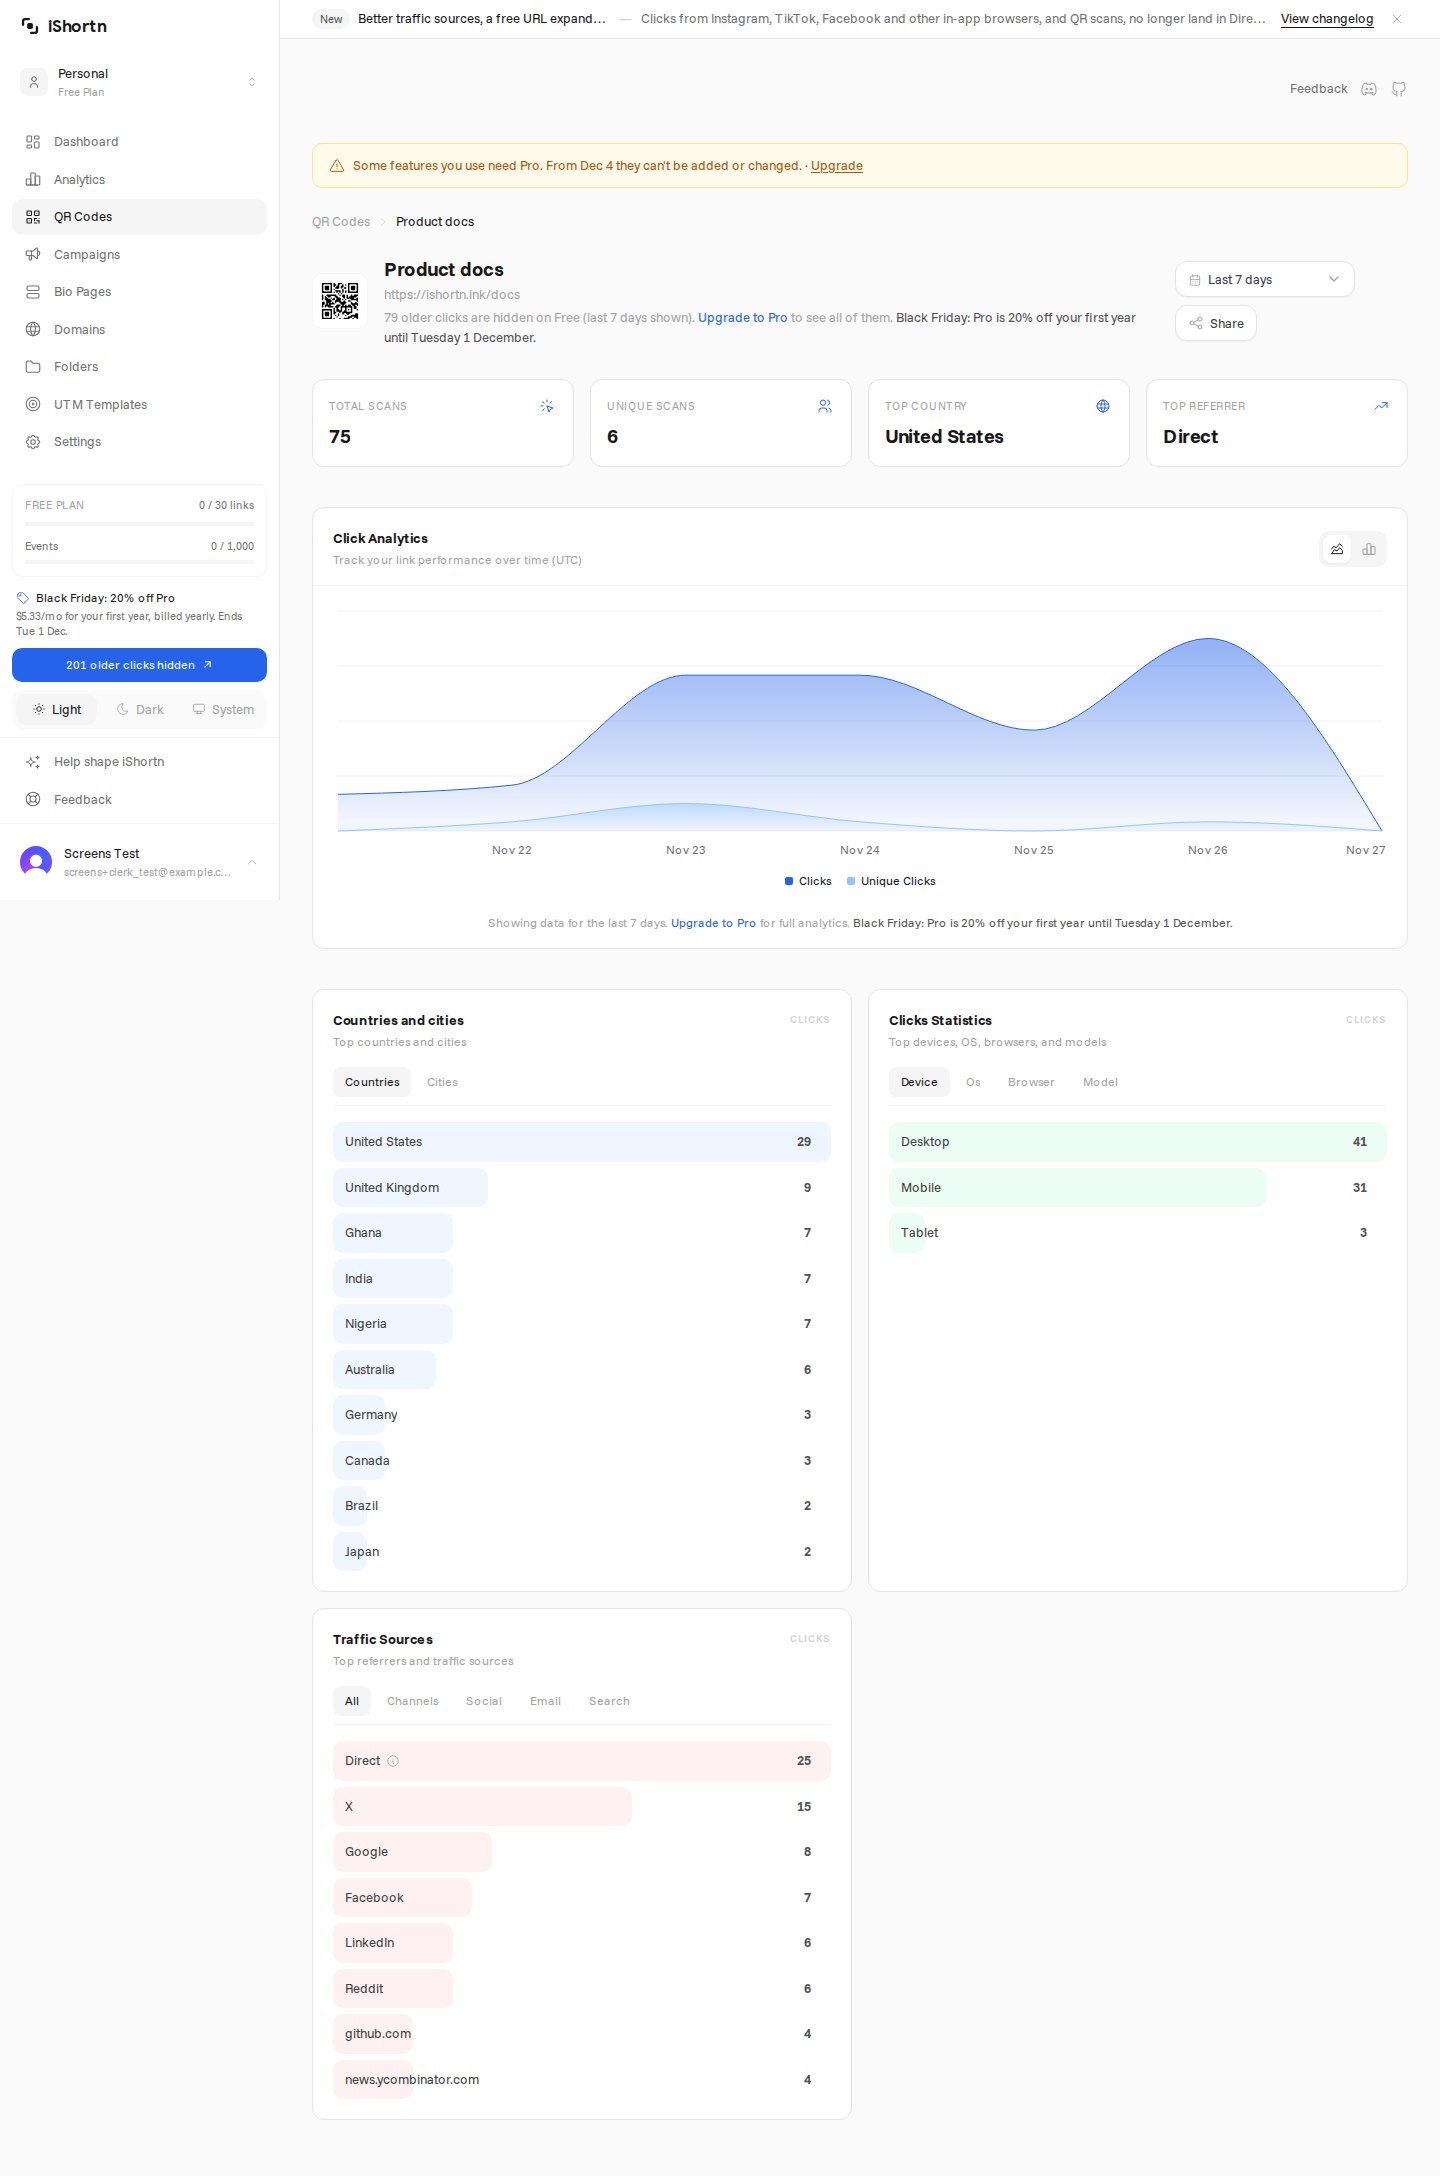 iShortn
Personal
Free Plan
Dashboard
Analytics
QR Codes
Campaigns
Bio Pages
Domains
Folders
UTM Templates
Settings
FREE PLAN 0 / 30 links
Events 0 / 1,000
Black Friday: 20% off Pro
$5.33/mo for your first year, billed yearly. Ends
Tue 1 Dec.
201 older clicks hidden
Light Dark System
Help shape iShortn
Feedback
Screens Test
screens+clerk_test@example.c...
New Better traffic sources, a free URL expand... — Clicks from Instagram, TikTok, Facebook and other in-app browsers, and QR scans, no longer land in Dire... View changelog
Feedback
Some features you use need Pro. From Dec 4 they can't be added or changed. · Upgrade
QR Codes Product docs
Product docs
https://ishortn.ink/docs
79 older clicks are hidden on Free (last 7 days shown). Upgrade to Pro to see all of them. Black Friday: Pro is 20% off your first year
until Tuesday 1 December.
Last 7 days
Share
TOTAL SCANS
75
UNIQUE SCANS
6
TOP COUNTRY
United States
TOP REFERRER
Direct
Click Analytics
Track your link performance over time (UTC)
Nov 22 Nov 23 Nov 24 Nov 25 Nov 26 Nov 27
Clicks Unique Clicks
Showing data for the last 7 days. Upgrade to Pro for full analytics. Black Friday: Pro is 20% off your first year until Tuesday 1 December.
Countries and cities CLICKS
Top countries and cities
Countries Cities
United States 29
United Kingdom 9
Ghana 7
India 7
Nigeria 7
Australia 6
Germany 3
Canada 3
Brazil 2
Japan 2
Clicks Statistics CLICKS
Top devices, OS, browsers, and models
Device Os Browser Model
Desktop 41
Mobile 31
Tablet 3
Traffic Sources CLICKS
Top referrers and traffic sources
All Channels Social Email Search
Direct 25
X 15
Google 8
Facebook 7
LinkedIn 6
Reddit 6
github.com 4
news.ycombinator.com 4